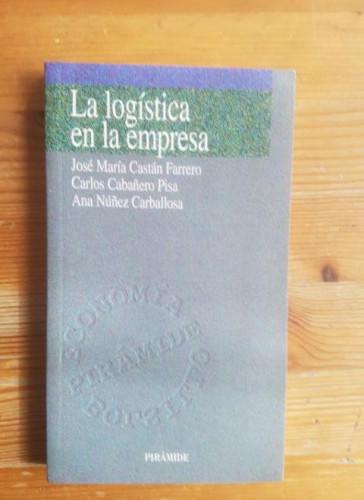 La logística
en la empresa
José María Castán Farrero
Carlos Cabañero Pisa
Ana Núñez Carballosa
ECONOMÍA
PIRÁMIDE
BOLSILLO
PIRÁMIDE